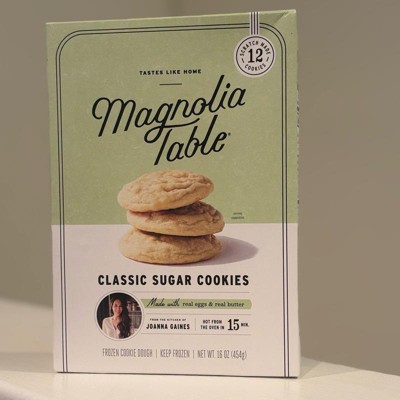 SCRATCH MADE
12
COOKIES
TASTES LIKE HOME
Magnolia
Table
CLASSIC SUGAR COOKIES
Made with real eggs & real butter
FROM THE KITCHEN OF
JOANNA GAINES
HOT FROM
THE OVEN IN
15 MIN.
FROZEN COOKIE DOUGH | KEEP FROZEN | NET WT. 16 OZ (454g)